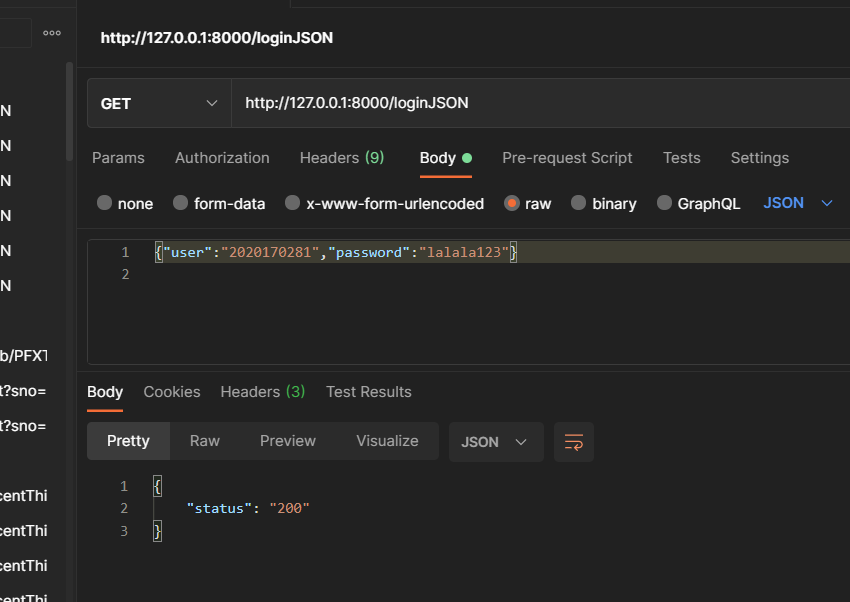 http://127.0.0.1:8000/loginJSON
GET http://127.0.0.1:8000/loginJSON
Params Authorization Headers (9) Body Pre-request Script Tests Settings
none form-data x-www-form-urlencoded raw binary GraphQL JSON
1 {"user":"2020170281","password":"lalala123"}
2
Body Cookies Headers (3) Test Results
Pretty Raw Preview Visualize JSON
1 {
2 "status": "200"
3 }
N
N
N
N
N
N
b/PFXT
t?sno=
t?sno=
centThi
centThi
centThi
centThi